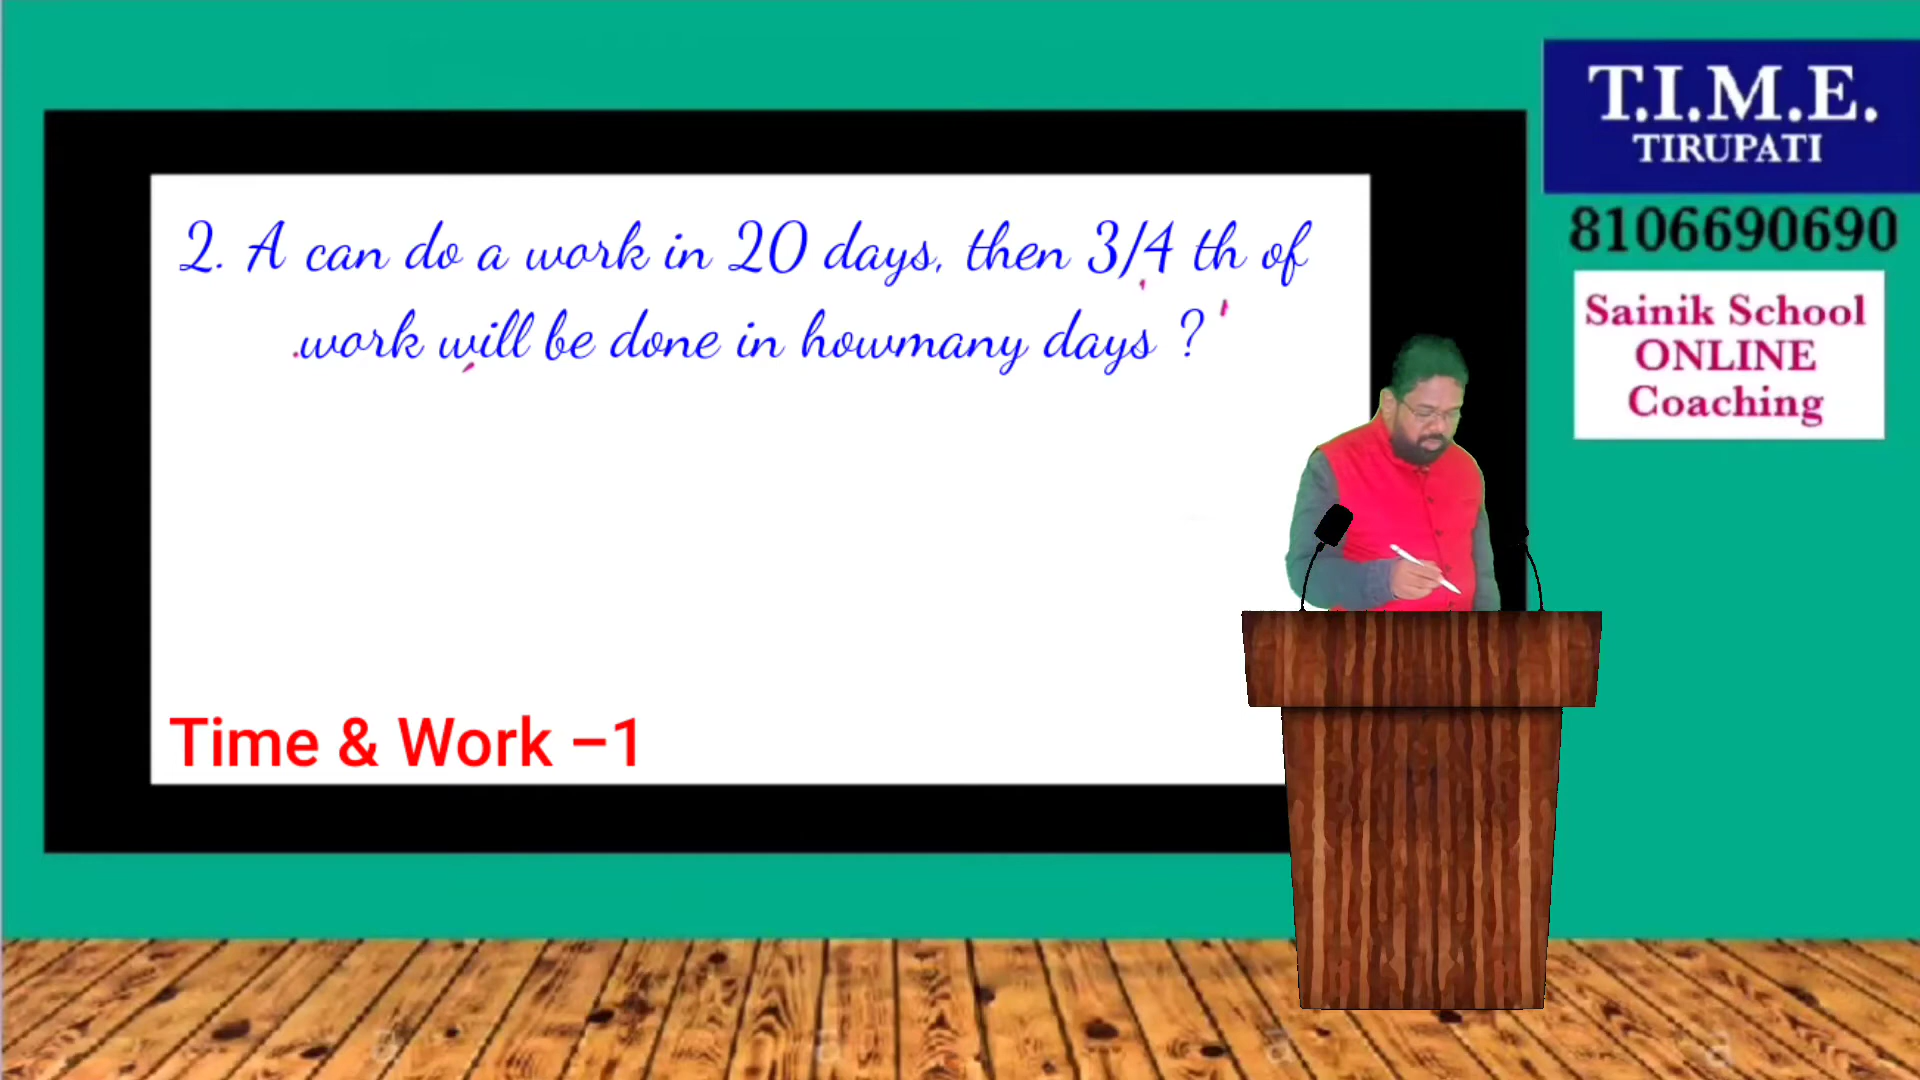 T.I.M.E.
TIRUPATI
8106690690
Sainik School
ONLINE
Coaching
2. A can do a work in 20 days, then 3/4 th of
work will be done in howmany days ?
Time & Work –1